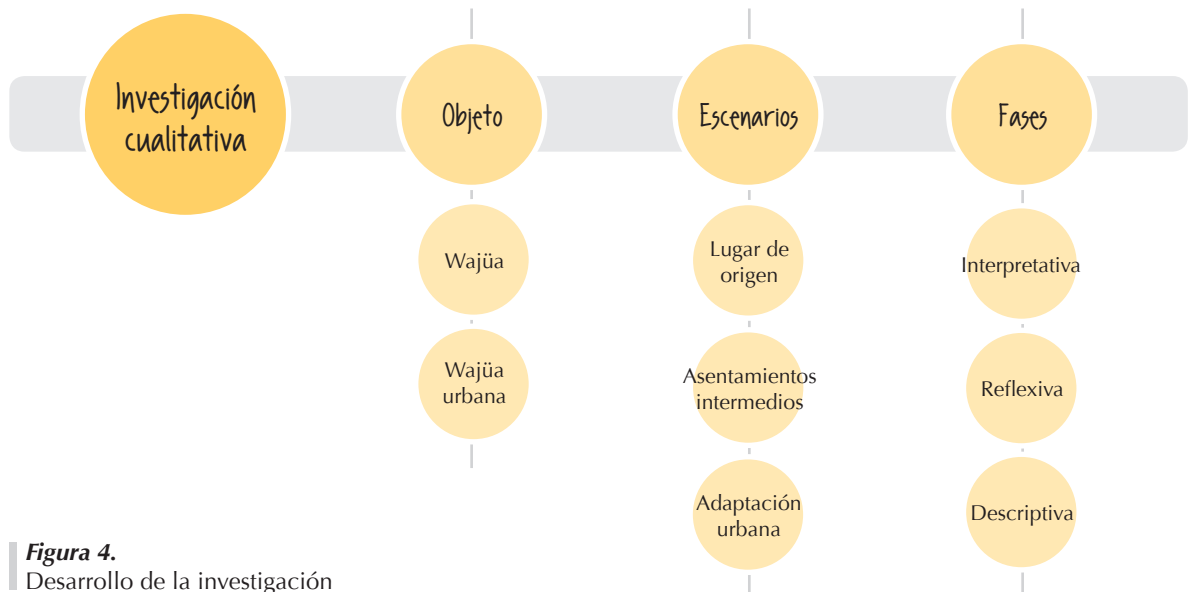 Investigación
cualitativa
Objeto
Wajüa
Wajüa
urbana
Escenarios
Lugar de
origen
Asentamientos
intermedios
Adaptación
urbana
Fases
Interpretativa
Reflexiva
Descriptiva
Figura 4.
Desarrollo de la investigación